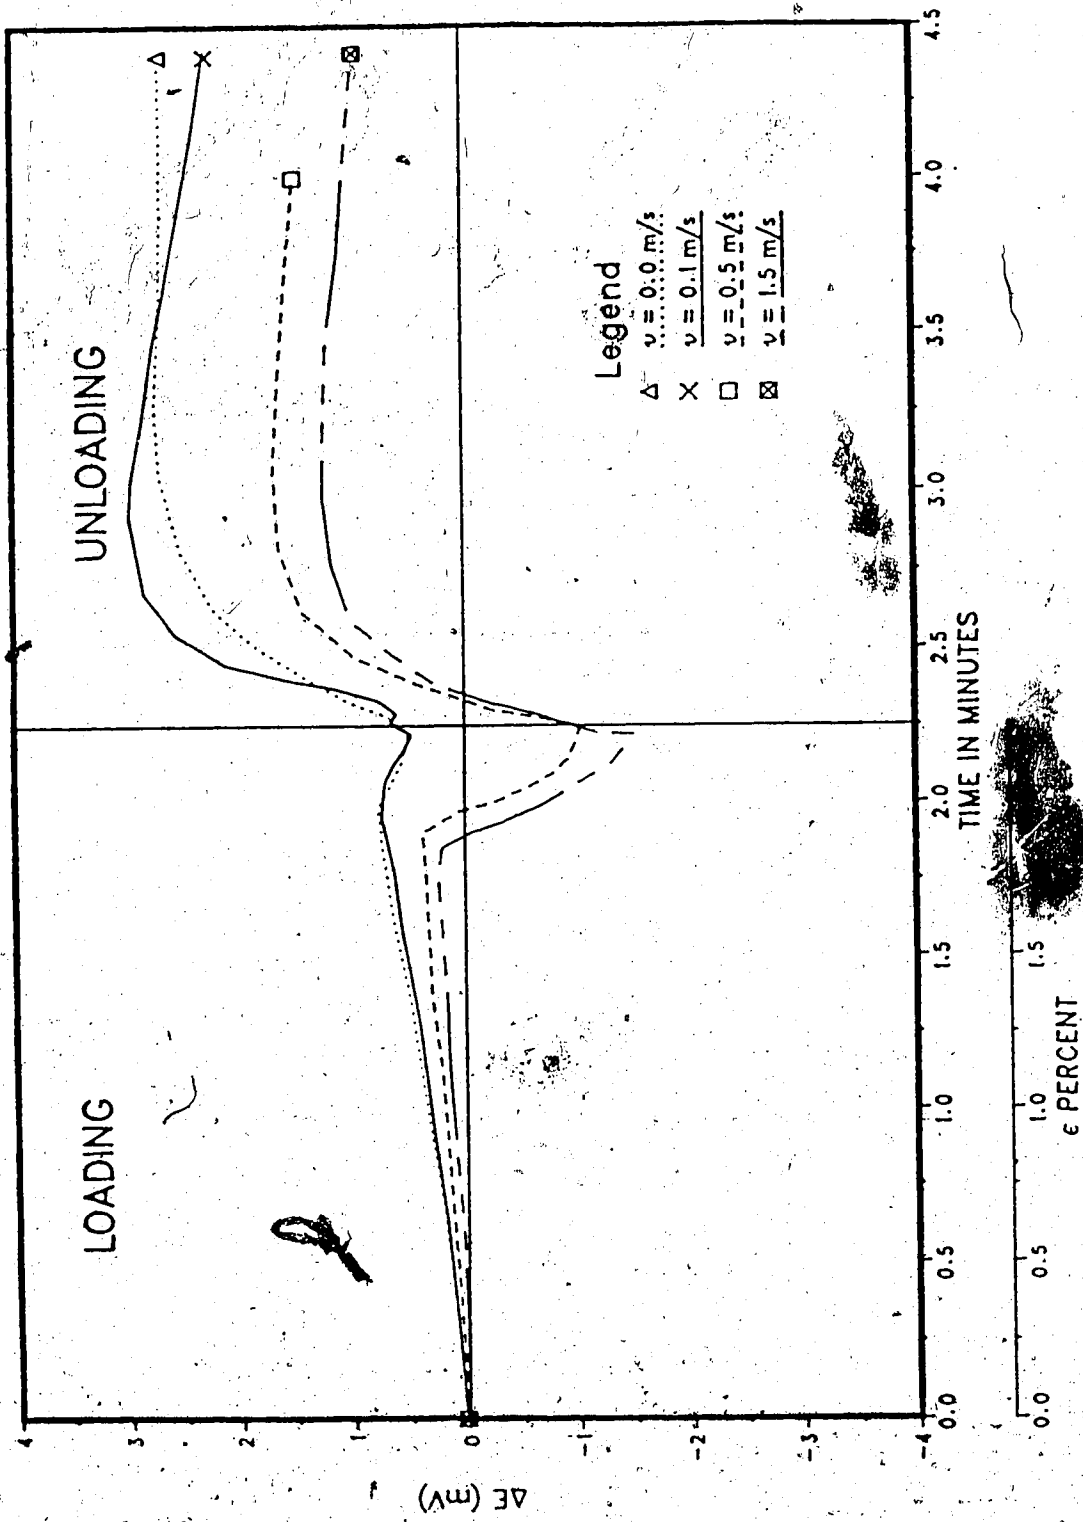 LOADING
UNLOADING
4
3
2
1
0
-1
-2
-3
-4
ΔE (mV)
Legend
△ υ = 0.0 m/s
× υ = 0.1 m/s
□ υ = 0.5 m/s
⊠ υ = 1.5 m/s
0.0 0.5 1.0 1.5 2.0 2.5 3.0 3.5 4.0 4.5
TIME IN MINUTES
0.0 0.5 1.0 1.5
ϵ PERCENT